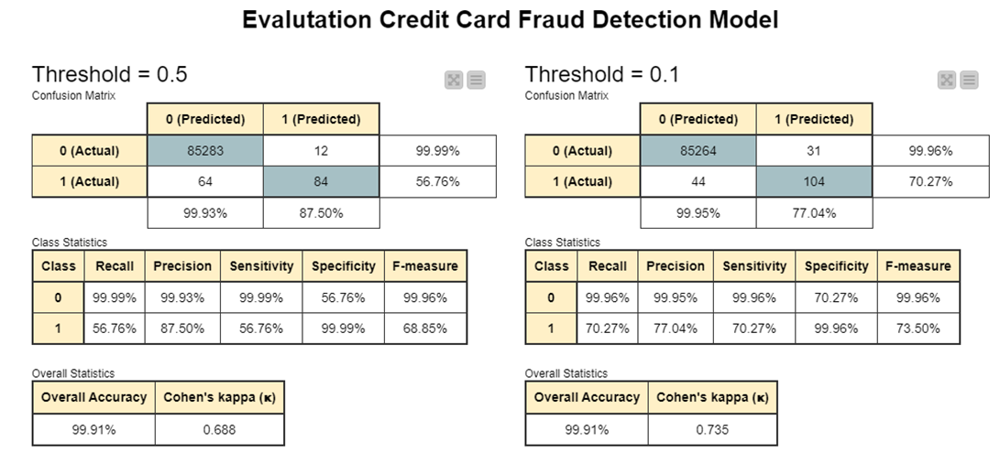 Evalutation Credit Card Fraud Detection Model
Threshold = 0.5
Confusion Matrix
0 (Predicted) 1 (Predicted)
0 (Actual) 85283 12 99.99%
1 (Actual) 64 84 56.76%
99.93% 87.50%
Class Statistics
Class Recall Precision Sensitivity Specificity F-measure
0 99.99% 99.93% 99.99% 56.76% 99.96%
1 56.76% 87.50% 56.76% 99.99% 68.85%
Overall Statistics
Overall Accuracy Cohen's kappa (κ)
99.91% 0.688
Threshold = 0.1
Confusion Matrix
0 (Predicted) 1 (Predicted)
0 (Actual) 85264 31 99.96%
1 (Actual) 44 104 70.27%
99.95% 77.04%
Class Statistics
Class Recall Precision Sensitivity Specificity F-measure
0 99.96% 99.95% 99.96% 70.27% 99.96%
1 70.27% 77.04% 70.27% 99.96% 73.50%
Overall Statistics
Overall Accuracy Cohen's kappa (κ)
99.91% 0.735